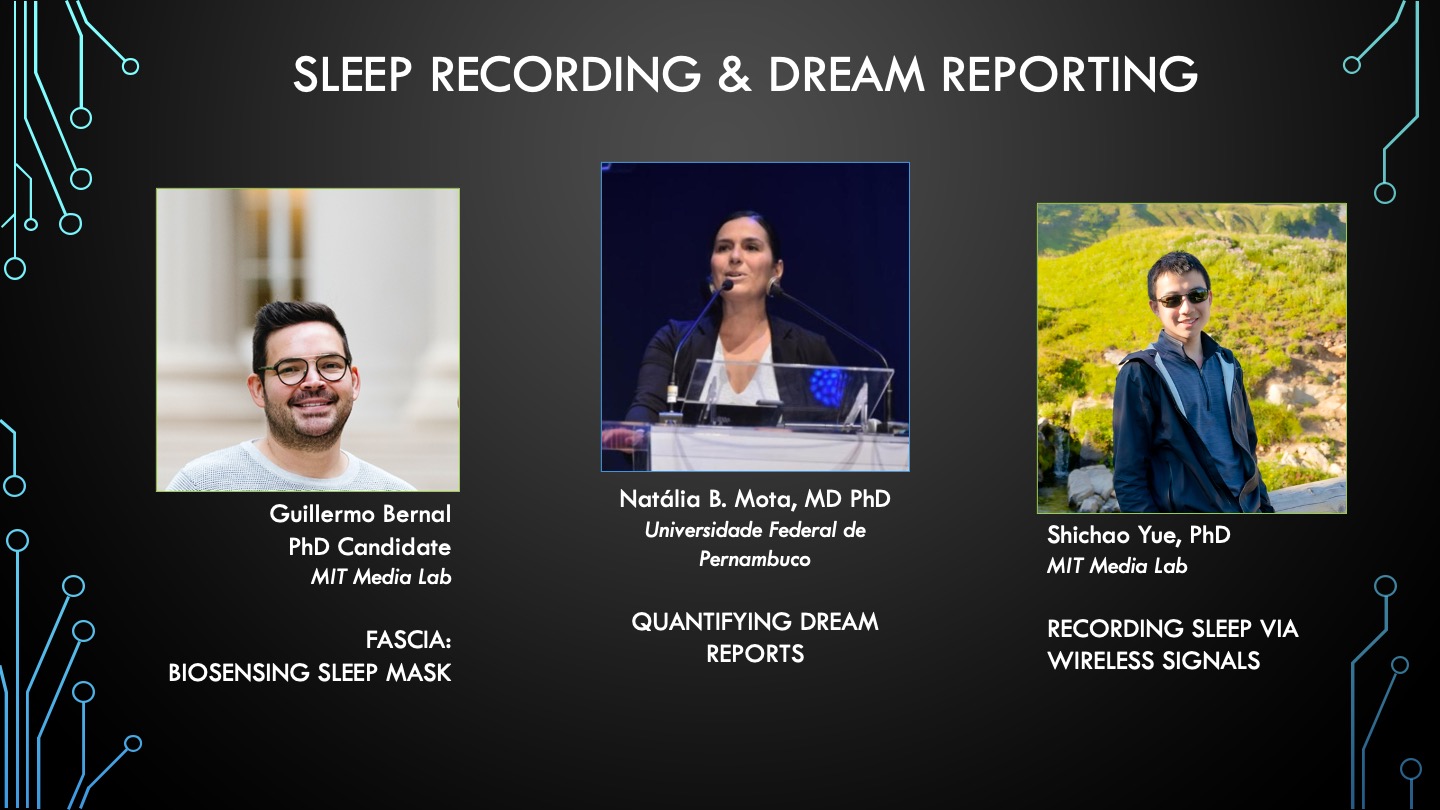 SLEEP RECORDING & DREAM REPORTING
Guillermo Bernal
PhD Candidate
MIT Media Lab
FASCIA:
BIOSENSING SLEEP MASK
Natália B. Mota, MD PhD
Universidade Federal de
Pernambuco
QUANTIFYING DREAM
REPORTS
Shichao Yue, PhD
MIT Media Lab
RECORDING SLEEP VIA
WIRELESS SIGNALS